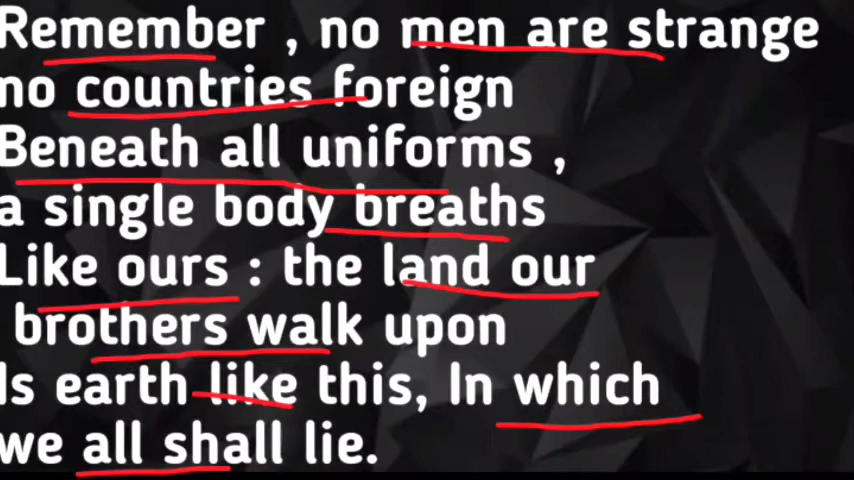 Remember , no men are strange
no countries foreign
Beneath all uniforms ,
a single body breaths
Like ours : the land our
brothers walk upon
Is earth like this, In which
we all shall lie.